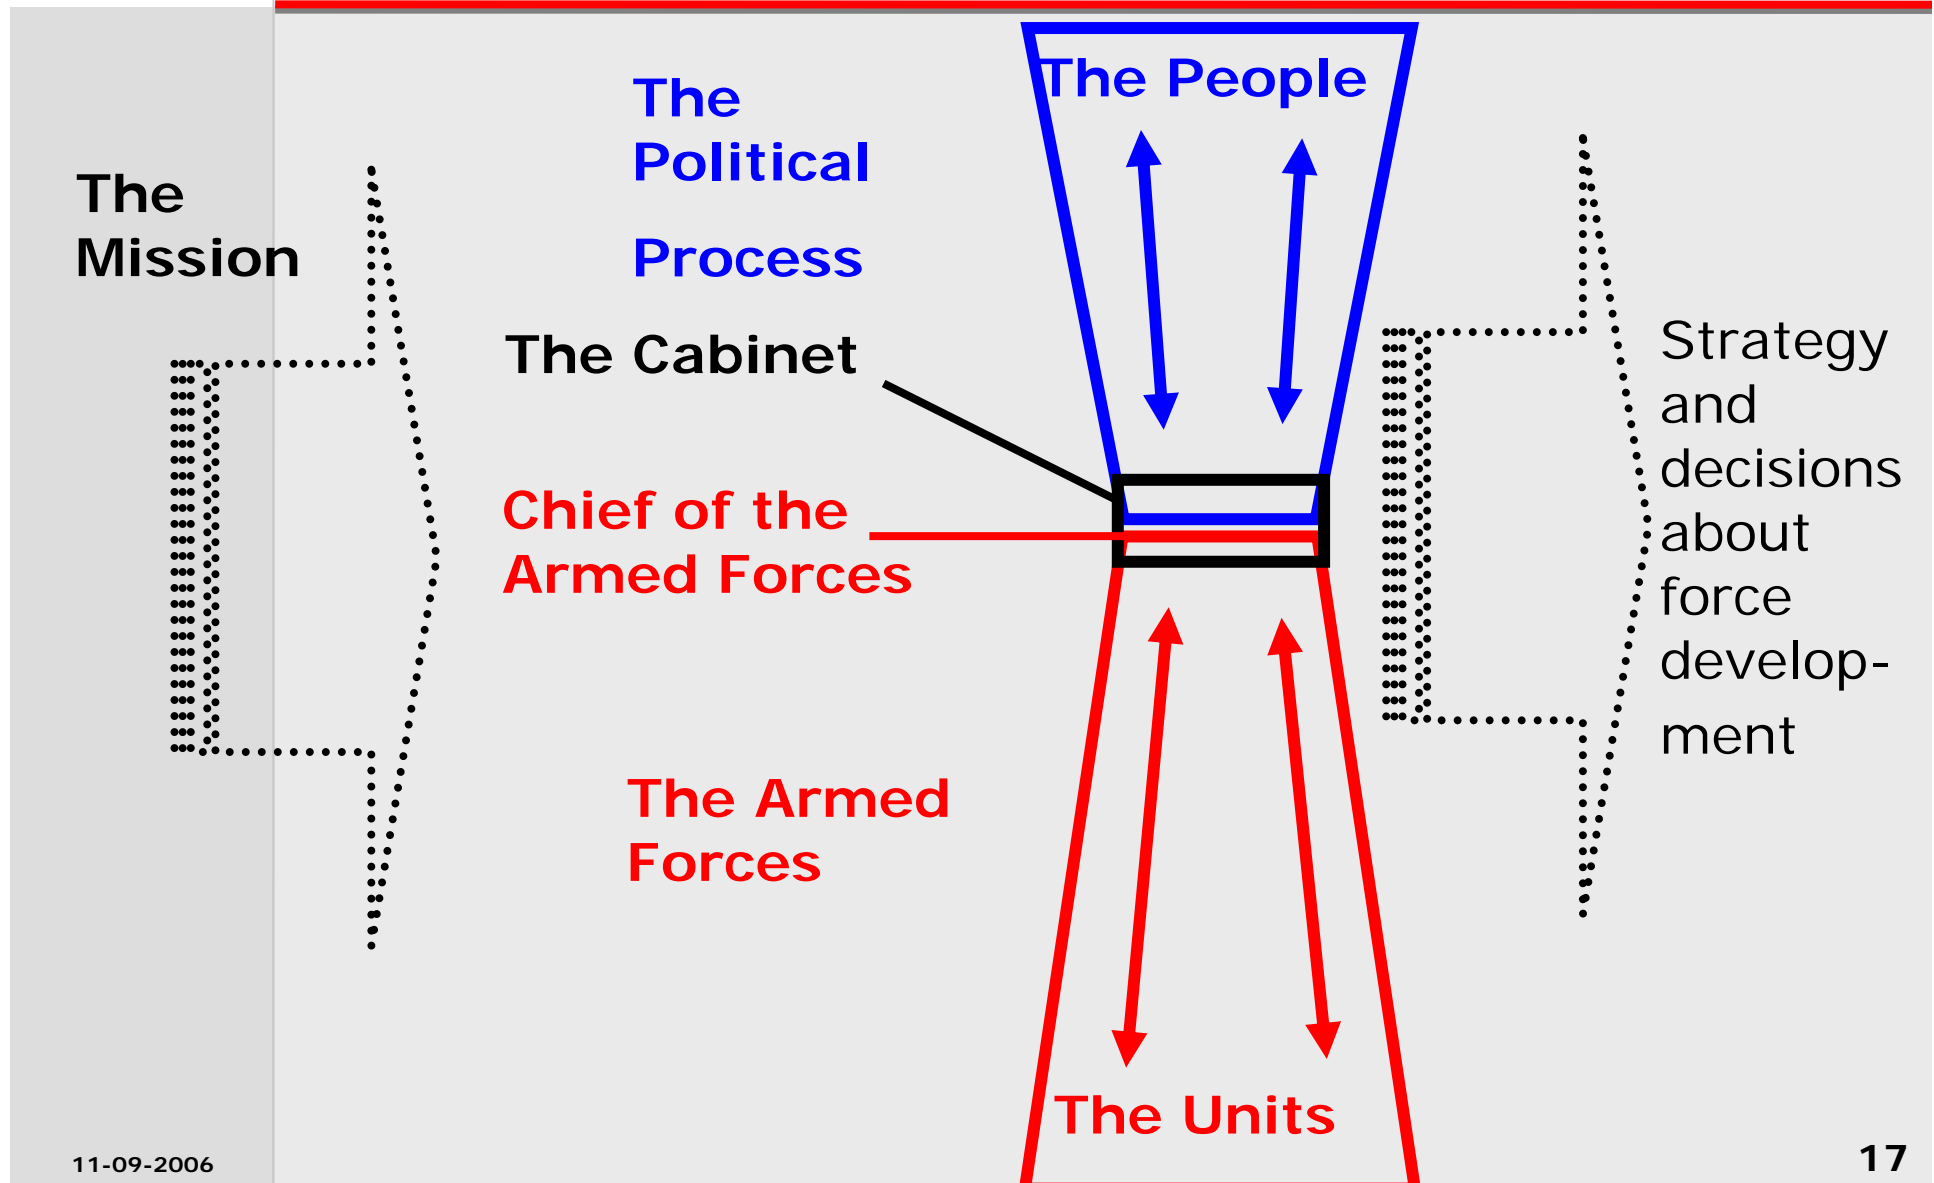 The People
The
Political
Process
The
Mission
The Cabinet
Strategy
and
decisions
about
force
develop-
ment
Chief of the
Armed Forces
The Armed
Forces
The Units
11-09-2006
17